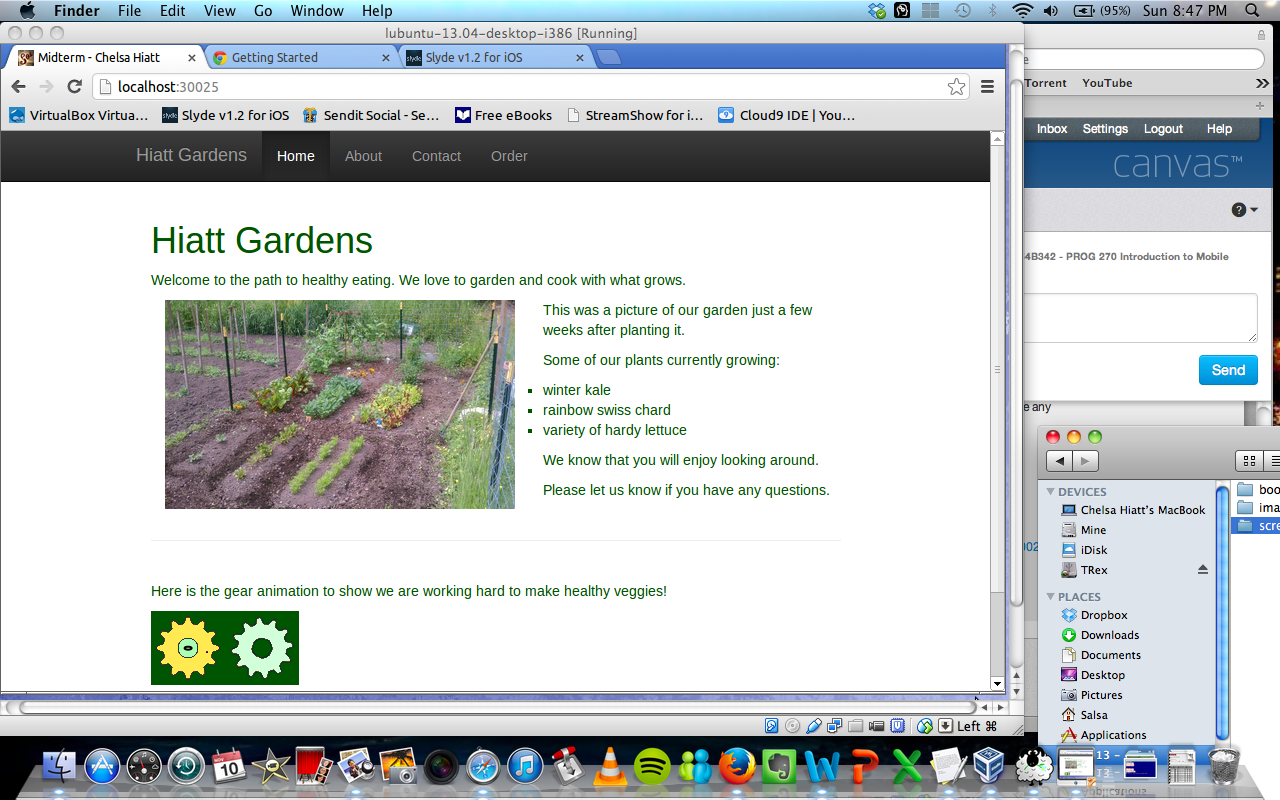 Finder File Edit View Go Window Help (95%) Sun 8:47 PM
lubuntu-13.04-desktop-i386 [Running]
Midterm - Chelsa Hiatt Getting Started slyde Slyde v1.2 for iOS
localhost:30025
Torrent YouTube
VirtualBox Virtua... slyde Slyde v1.2 for iOS Sendit Social - Se... Free eBooks StreamShow for i... Cloud9 IDE | You...
Inbox Settings Logout Help
Hiatt Gardens Home About Contact Order
canvas™
Hiatt Gardens
Welcome to the path to healthy eating. We love to garden and cook with what grows.
This was a picture of our garden just a few
weeks after planting it.
Some of our plants currently growing:
winter kale
rainbow swiss chard
variety of hardy lettuce
We know that you will enjoy looking around.
Please let us know if you have any questions.
Here is the gear animation to show we are working hard to make healthy veggies!
?
4B342 - PROG 270 Introduction to Mobile
Send
e any
DEVICES
Chelsa Hiatt's MacBook
Mine
iDisk
TRex
PLACES
Dropbox
Downloads
Documents
Desktop
Pictures
Salsa
Applications
boo
ima
scre
002
Left ⌘
NOV
10
W P X
13 -